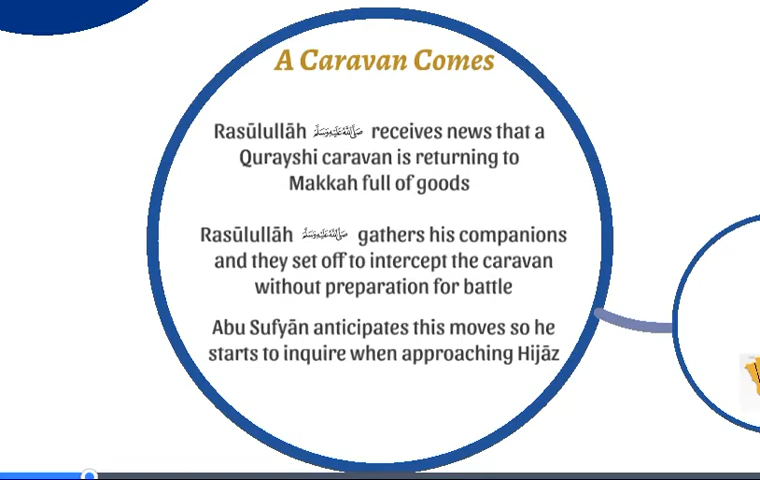 A Caravan Comes
Rasūlullāh ﷺ receives news that a
Qurayshi caravan is returning to
Makkah full of goods
Rasūlullāh ﷺ gathers his companions
and they set off to intercept the caravan
without preparation for battle
Abu Sufyān anticipates this moves so he
starts to inquire when approaching Hijāz